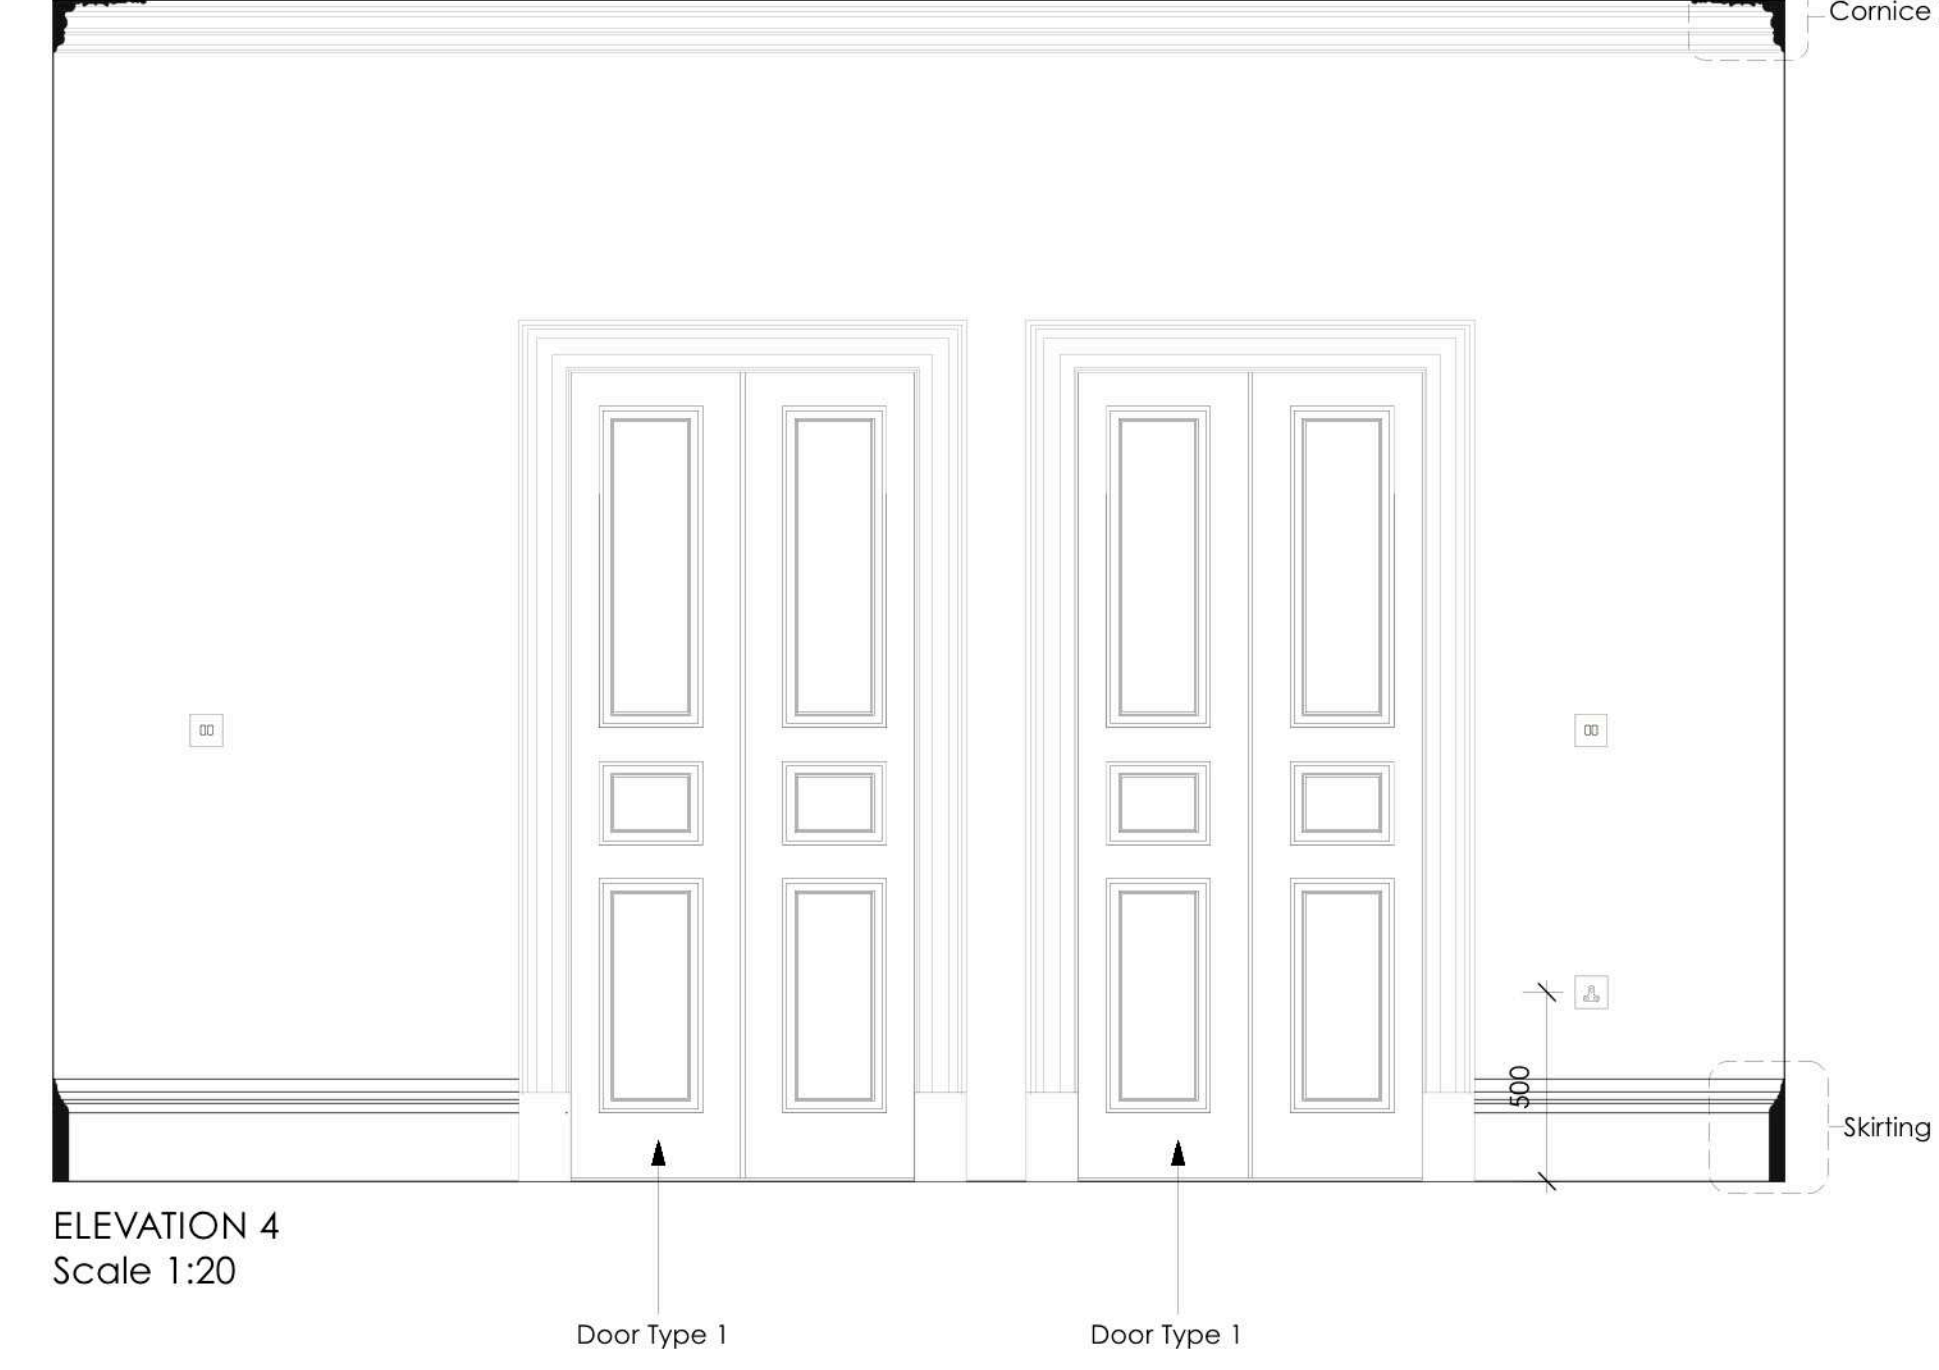 Cornice
500
Skirting
ELEVATION 4
Scale 1:20
Door Type 1
Door Type 1